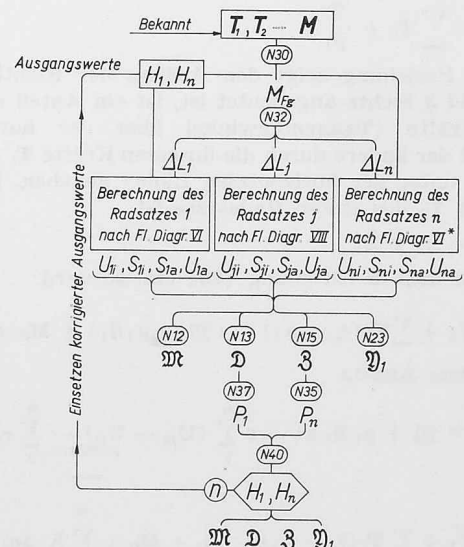 Bekannt
T₁, T₂ ---- M
Ausgangswerte
H₁, Hₙ
N30
M_Fg
N32
ΔL₁
ΔLⱼ
ΔLₙ
Berechnung des
Radsatzes 1
nach Fl. Diagr. VI
Berechnung des
Radsatzes j
nach Fl. Diagr. VIII
Berechnung des
Radsatzes n
nach Fl. Diagr. VI*
U₁ᵢ, S₁ᵢ, S₁ₐ, U₁ₐ
Uⱼᵢ, Sⱼᵢ, Sⱼₐ, Uⱼₐ
Uₙᵢ, Sₙᵢ, Sₙₐ, Uₙₐ
Einsetzen korrigierter Ausgangswerte
N12
N13
N15
N23
𝔐 𝔇 ℨ 𝔜₁
N37
N35
P₁
Pₙ
N40
n
H₁, Hₙ
𝔐 𝔇 ℨ 𝔜₁